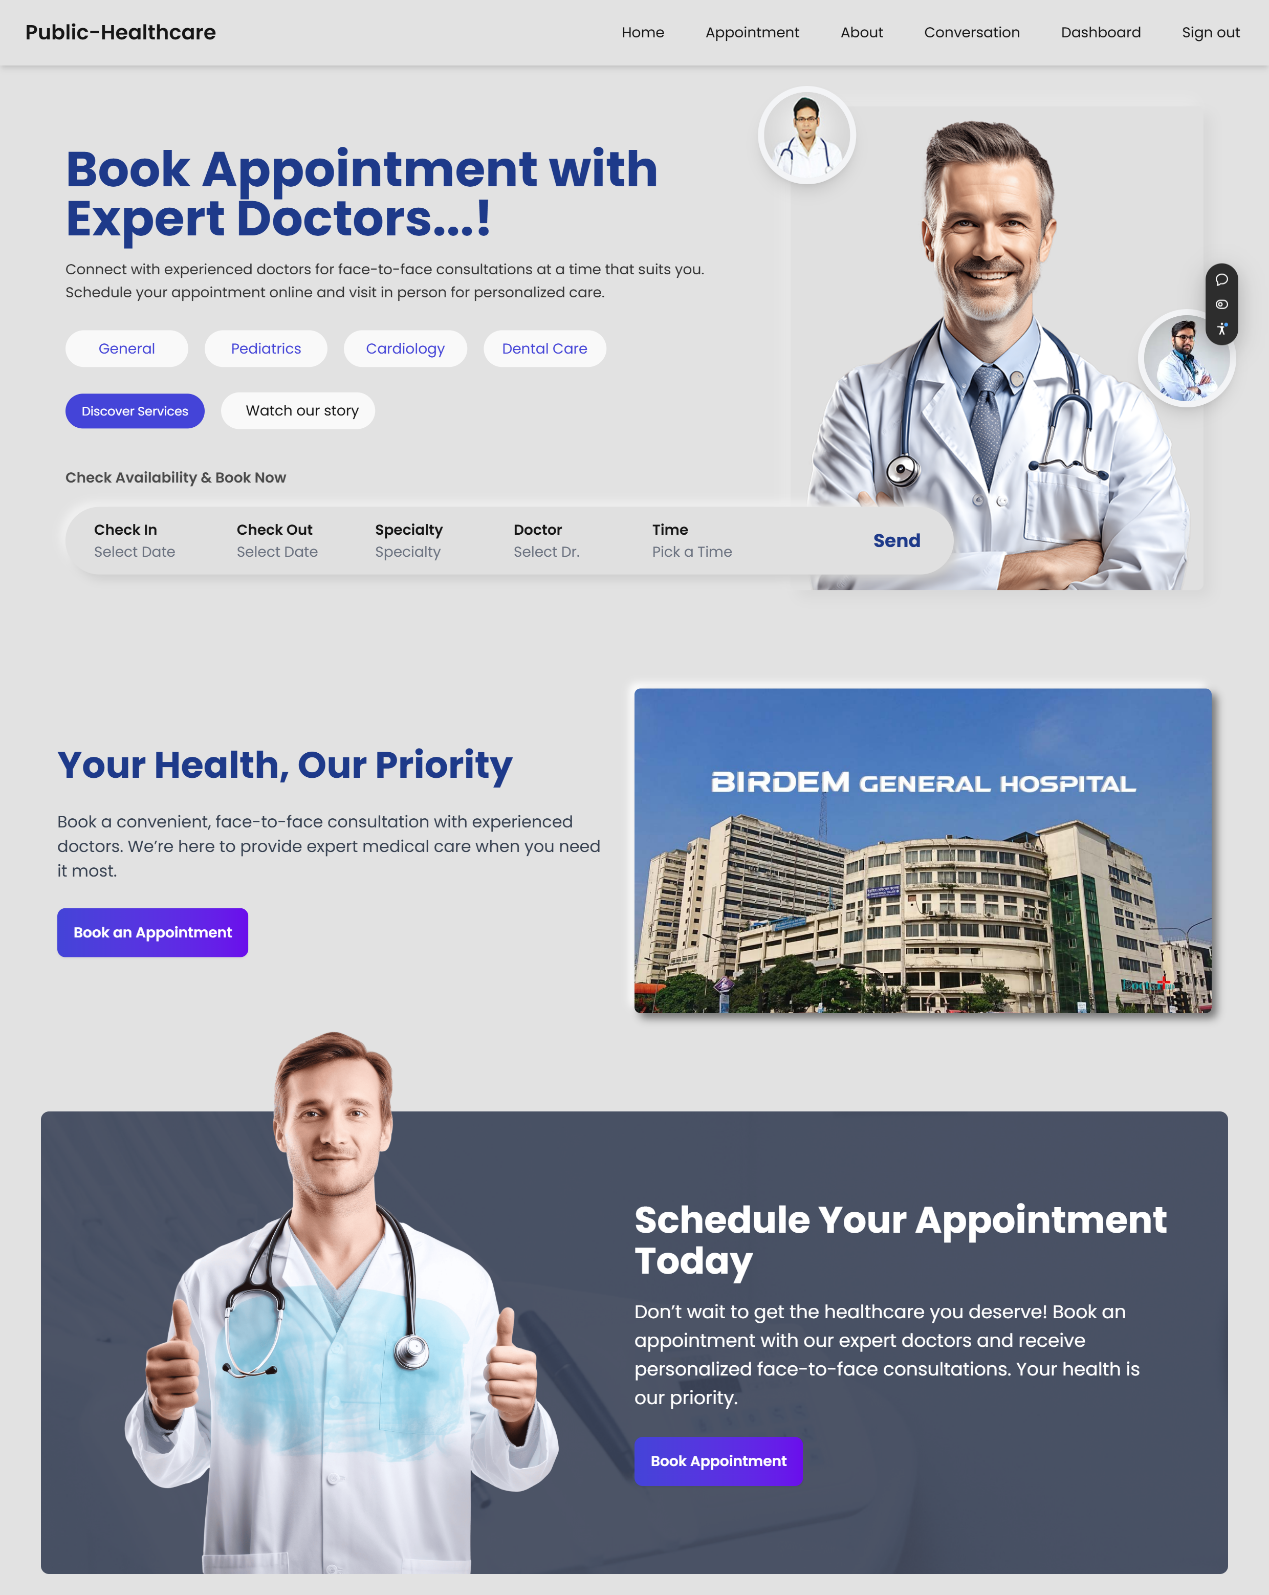 Public-Healthcare
Home Appointment About Conversation Dashboard Sign out
Book Appointment with
Expert Doctors...!
Connect with experienced doctors for face-to-face consultations at a time that suits you.
Schedule your appointment online and visit in person for personalized care.
General Pediatrics Cardiology Dental Care
Discover Services Watch our story
Check Availability & Book Now
Check In Check Out Specialty Doctor Time
Select Date Select Date Specialty Select Dr. Pick a Time
Send
Your Health, Our Priority
Book a convenient, face-to-face consultation with experienced
doctors. We’re here to provide expert medical care when you need
it most.
Book an Appointment
BIRDEM GENERAL HOSPITAL
Schedule Your Appointment
Today
Don’t wait to get the healthcare you deserve! Book an
appointment with our expert doctors and receive
personalized face-to-face consultations. Your health is
our priority.
Book Appointment